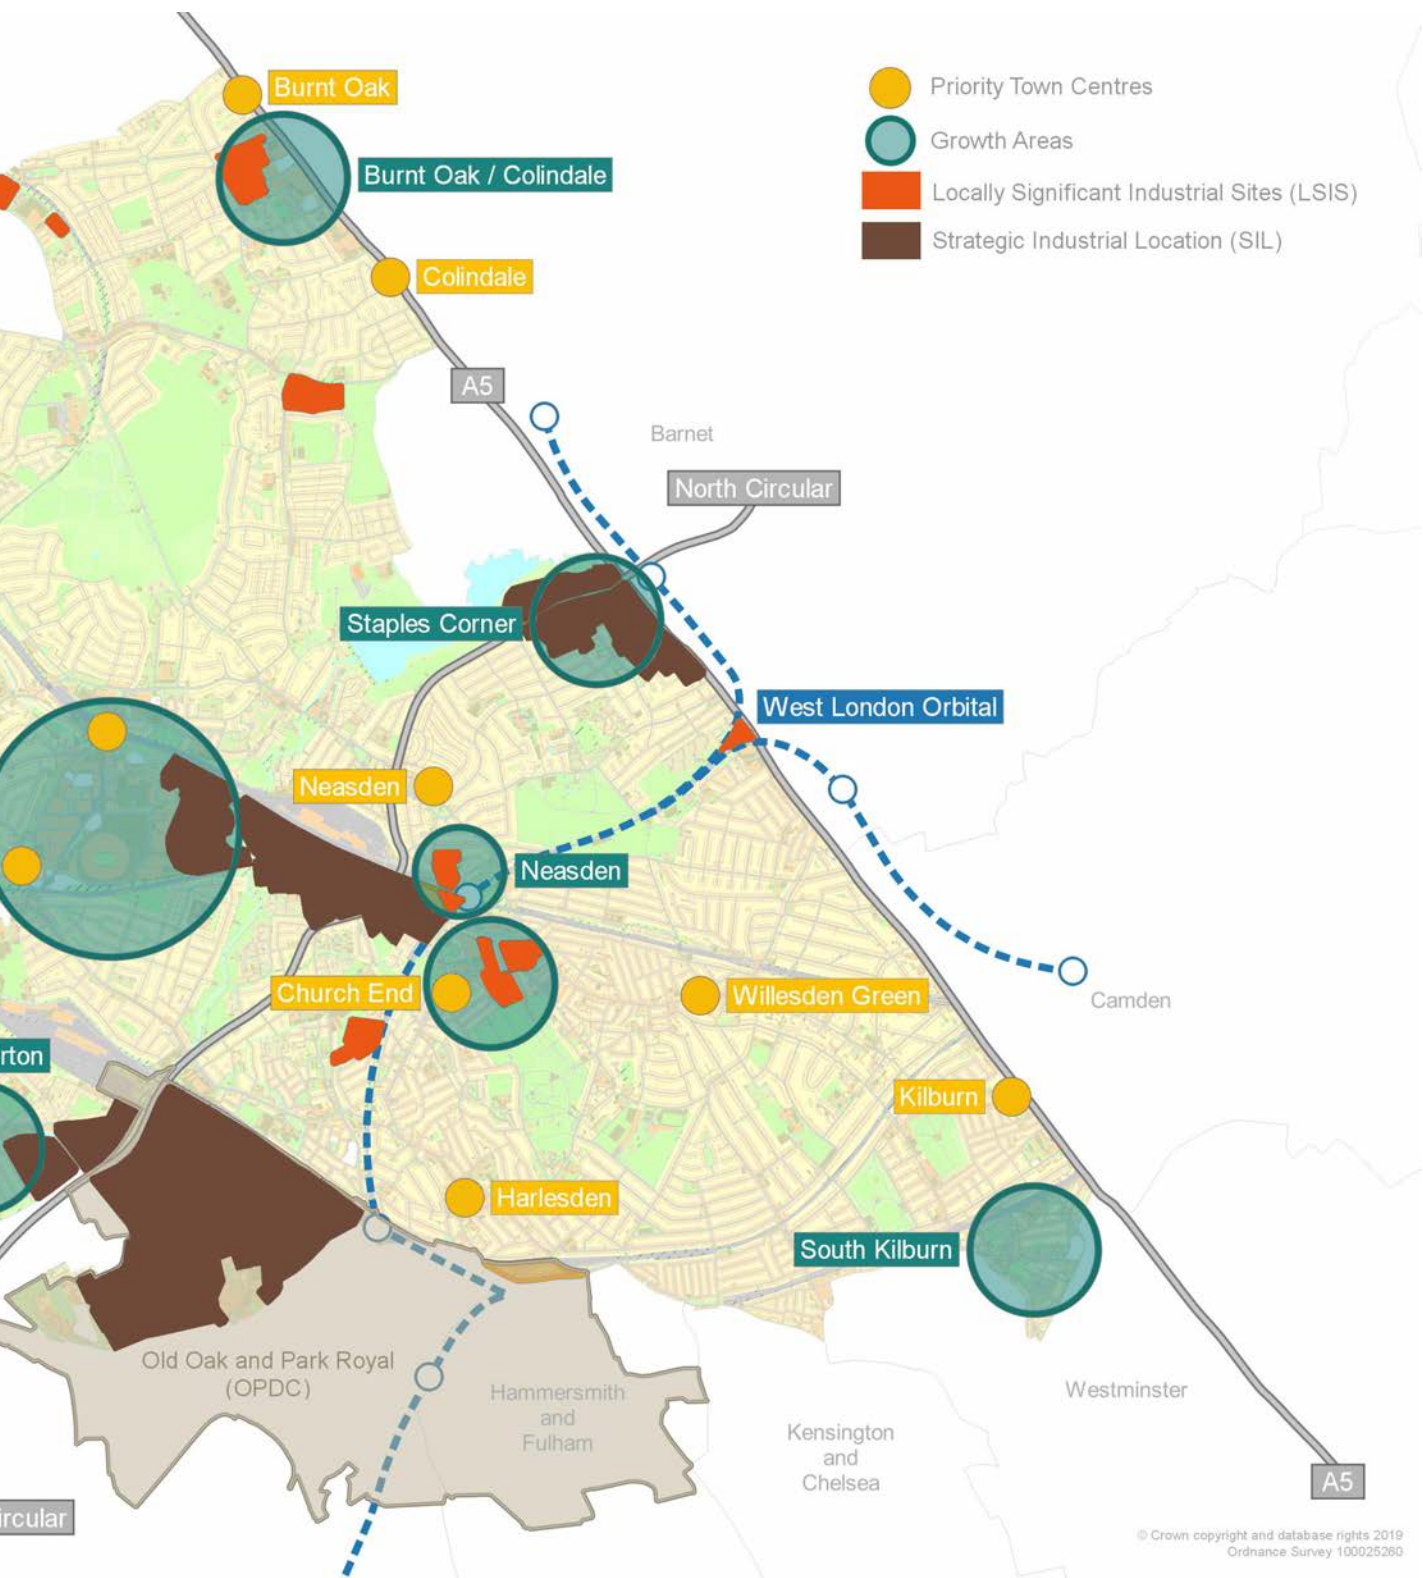 Burnt Oak
Priority Town Centres
Growth Areas
Burnt Oak / Colindale
Locally Significant Industrial Sites (LSIS)
Strategic Industrial Location (SIL)
Colindale
A5
Barnet
North Circular
Staples Corner
West London Orbital
Neasden
Neasden
Church End
Willesden Green
Camden
rton
Kilburn
Harlesden
South Kilburn
Old Oak and Park Royal
(OPDC)
Hammersmith
and
Fulham
Westminster
Kensington
and
Chelsea
A5
ircular
© Crown copyright and database rights 2019
Ordnance Survey 100025260